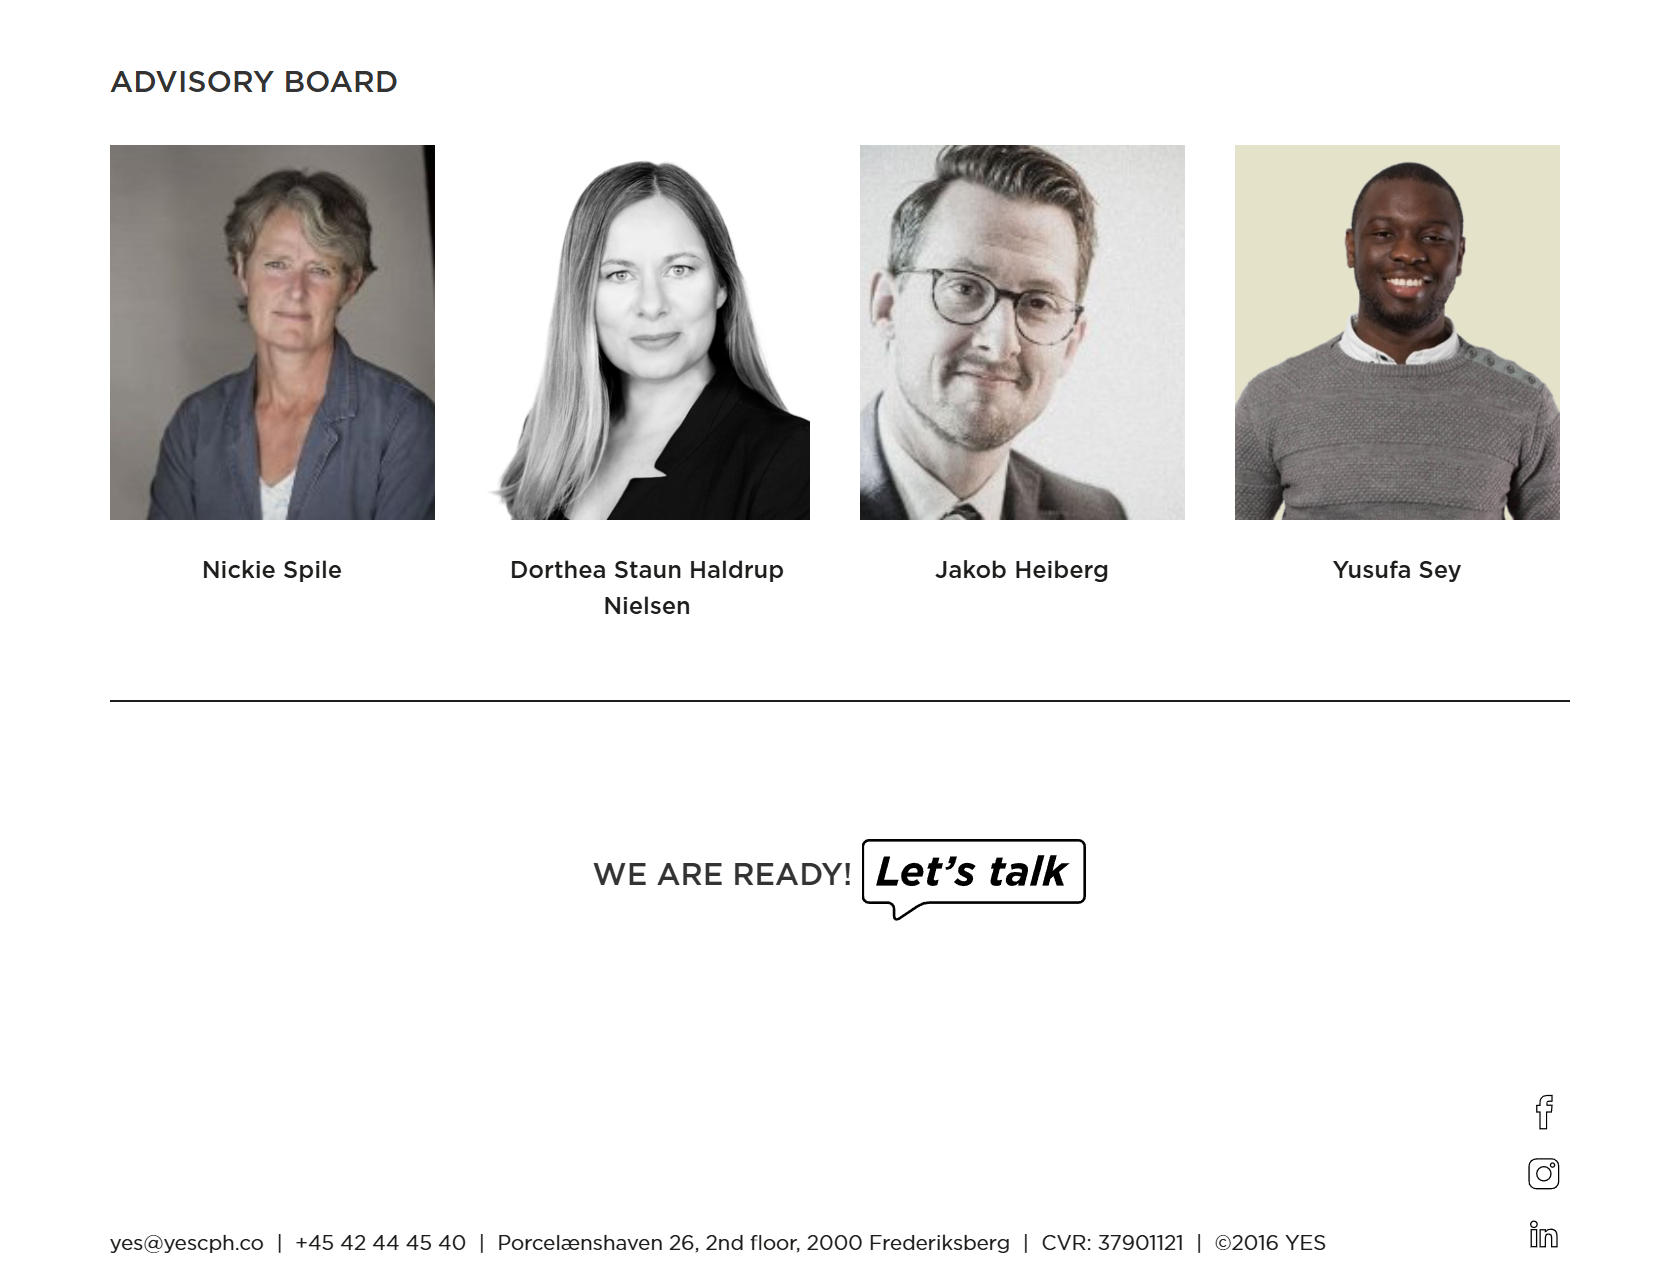 ADVISORY BOARD
Nickie Spile
Dorthea Staun Haldrup
Nielsen
Jakob Heiberg
Yusufa Sey
WE ARE READY! Let's talk
yes@yescph.co | +45 42 44 45 40 | Porcelænshaven 26, 2nd floor, 2000 Frederiksberg | CVR: 37901121 | ©2016 YES